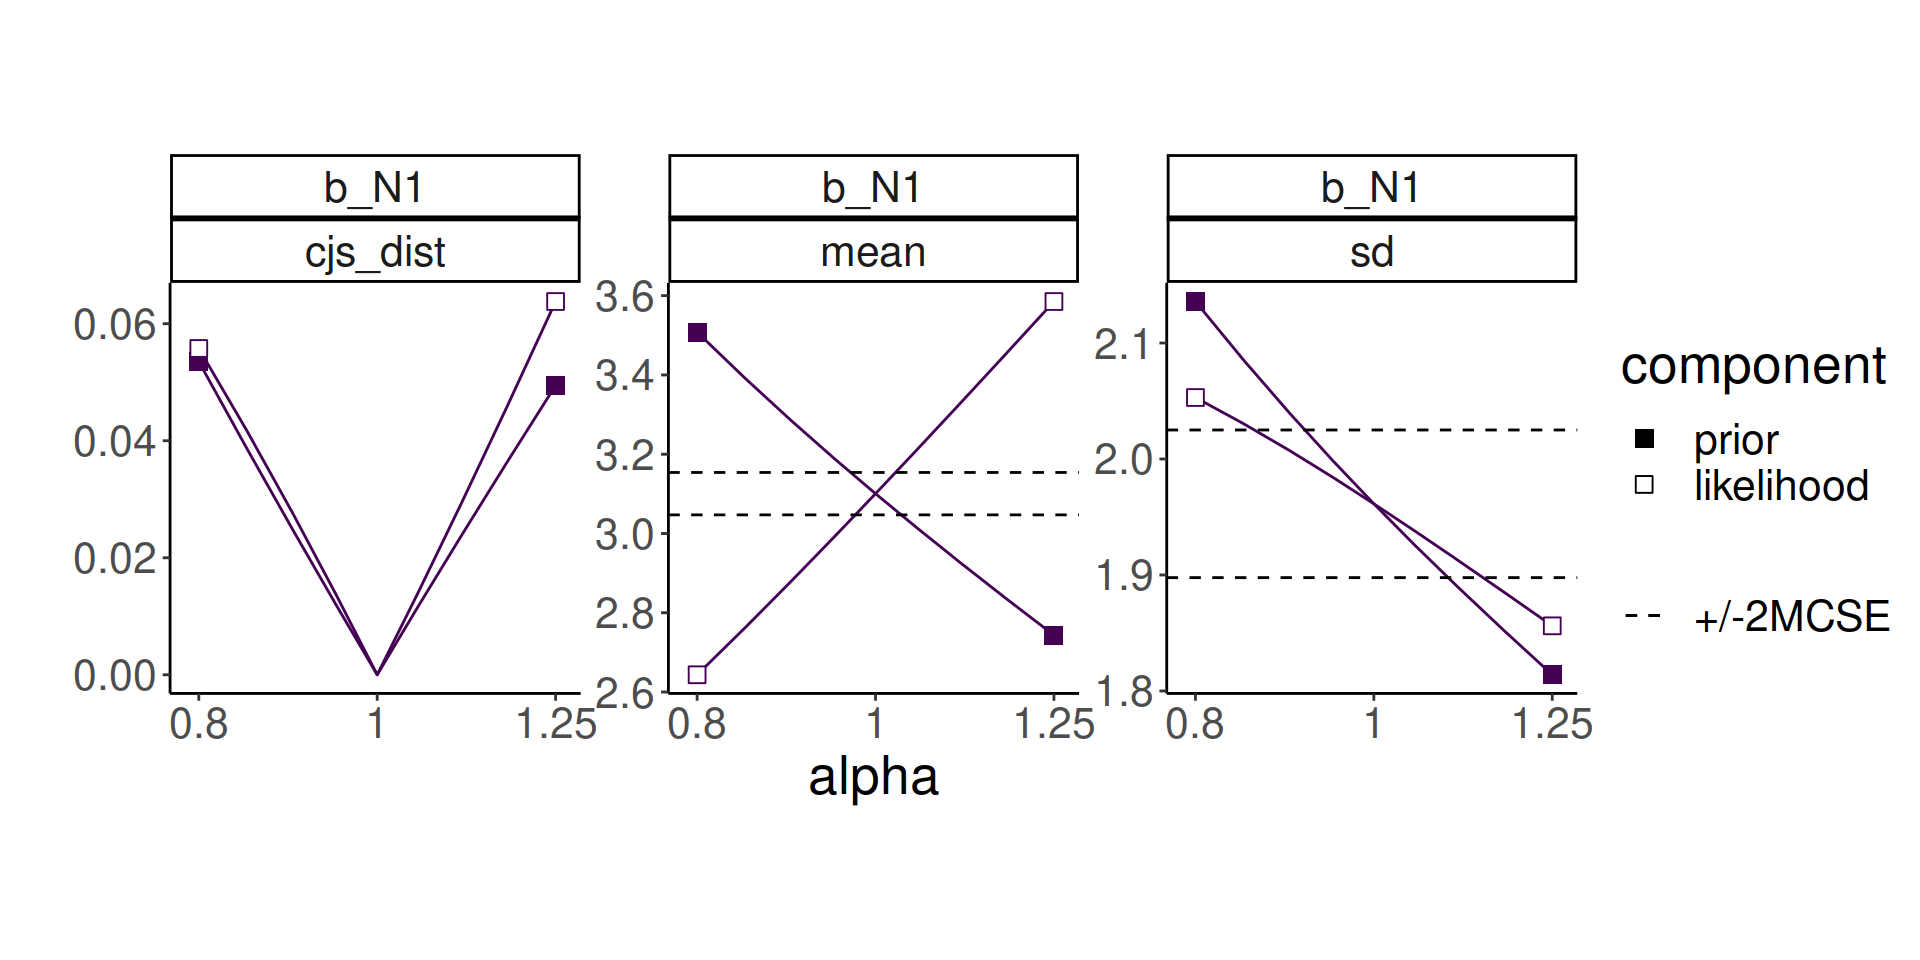 b_N1
b_N1
b_N1
cjs_dist
mean
sd
0.06
0.04
0.02
0.00
3.6
3.4
3.2
3.0
2.8
2.6
2.1
2.0
1.9
1.8
0.8 1 1.25
0.8 1 1.25
0.8 1 1.25
alpha
component
prior
likelihood
+/-2MCSE